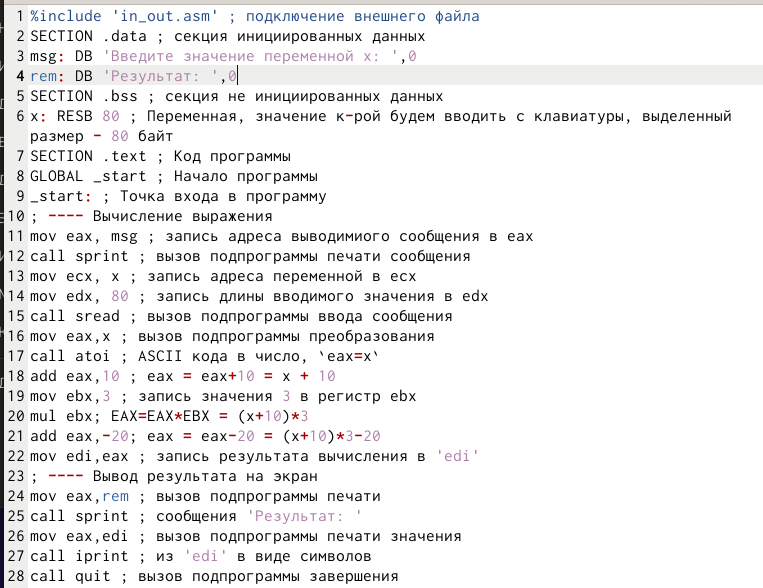 1 %include 'in_out.asm' ; подключение внешнего файла
2 SECTION .data ; секция инициированных данных
3 msg: DB 'Введите значение переменной x: ',0
4 rem: DB 'Результат: ',0
5 SECTION .bss ; секция не инициированных данных
6 x: RESB 80 ; Переменная, значение к-рой будем вводить с клавиатуры, выделенный
размер - 80 байт
7 SECTION .text ; Код программы
8 GLOBAL _start ; Начало программы
9 _start: ; Точка входа в программу
10 ; ---- Вычисление выражения
11 mov eax, msg ; запись адреса выводимиого сообщения в eax
12 call sprint ; вызов подпрограммы печати сообщения
13 mov ecx, x ; запись адреса переменной в ecx
14 mov edx, 80 ; запись длины вводимого значения в edx
15 call sread ; вызов подпрограммы ввода сообщения
16 mov eax,x ; вызов подпрограммы преобразования
17 call atoi ; ASCII кода в число, `eax=x`
18 add eax,10 ; eax = eax+10 = x + 10
19 mov ebx,3 ; запись значения 3 в регистр ebx
20 mul ebx; EAX=EAX*EBX = (x+10)*3
21 add eax,-20; eax = eax-20 = (x+10)*3-20
22 mov edi,eax ; запись результата вычисления в 'edi'
23 ; ---- Вывод результата на экран
24 mov eax,rem ; вызов подпрограммы печати
25 call sprint ; сообщения 'Результат: '
26 mov eax,edi ; вызов подпрограммы печати значения
27 call iprint ; из 'edi' в виде символов
28 call quit ; вызов подпрограммы завершения